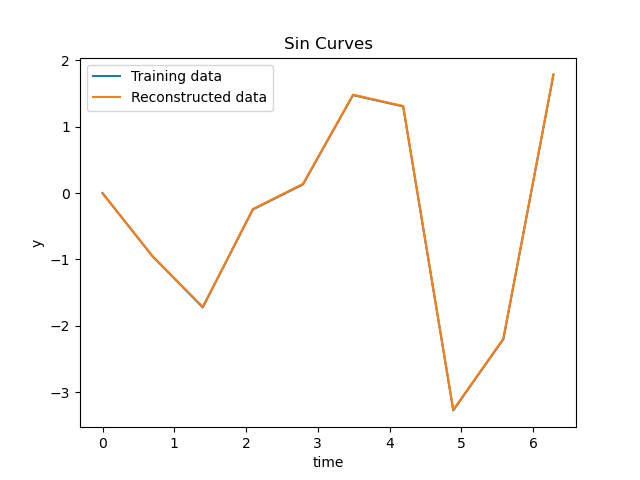 Sin Curves
Training data
Reconstructed data
2
1
0
−1
−2
−3
y
0 1 2 3 4 5 6
time